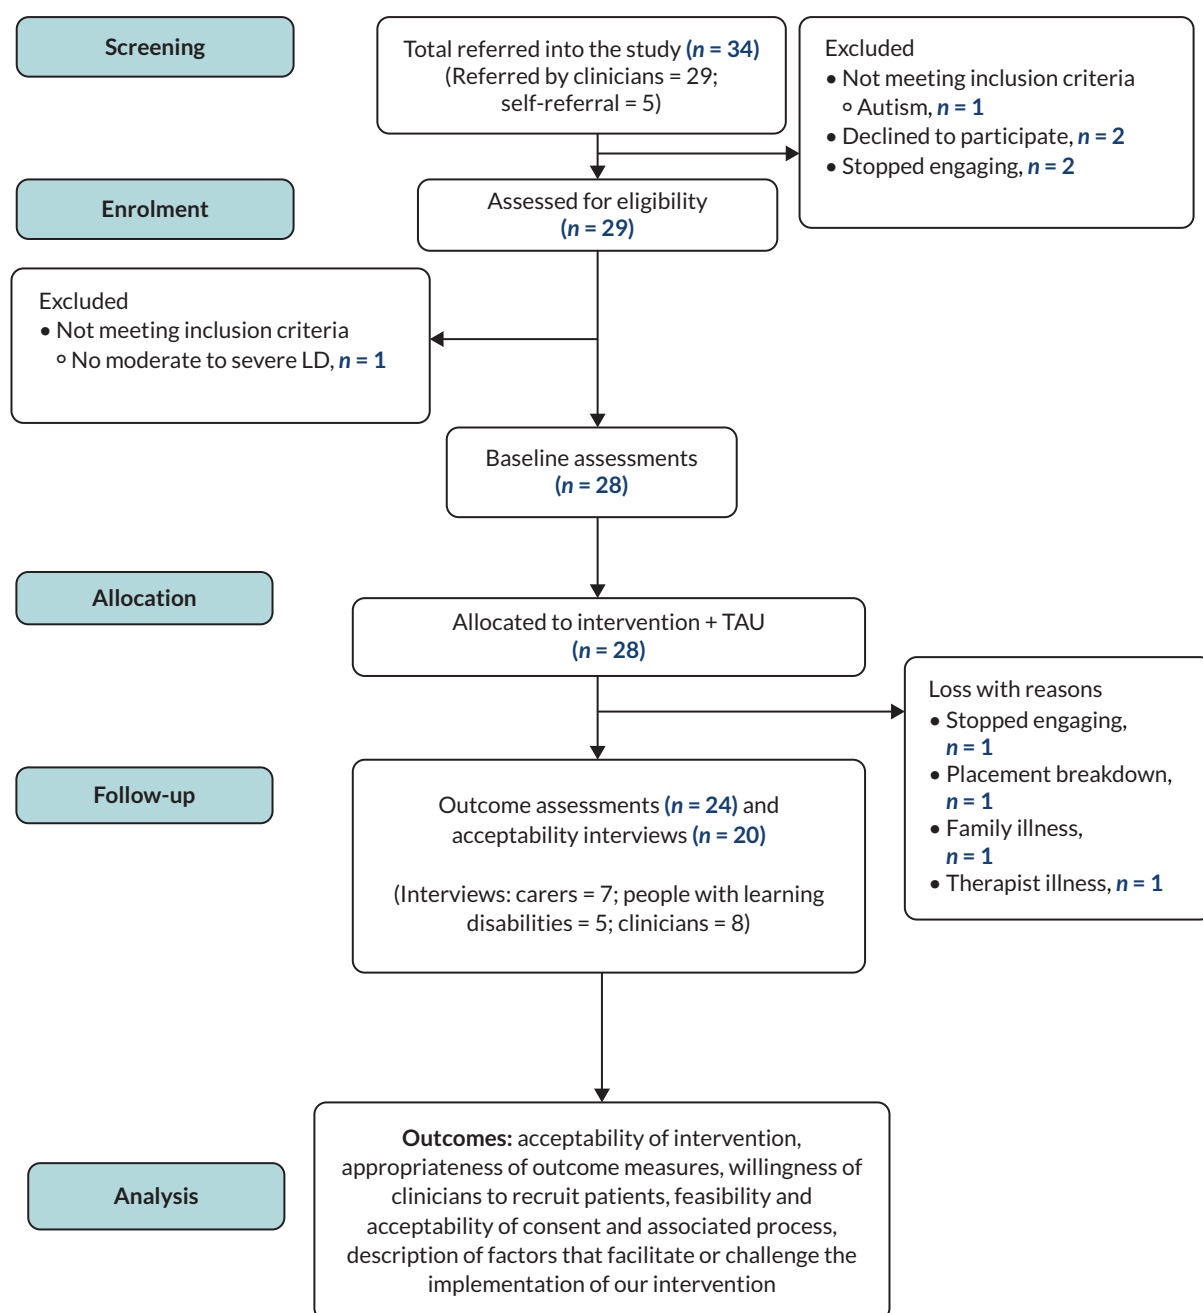 Screening
Total referred into the study (n = 34)
(Referred by clinicians = 29;
self-referral = 5)
Excluded
• Not meeting inclusion criteria
Autism, n = 1
• Declined to participate, n = 2
• Stopped engaging, n = 2
Enrolment
Assessed for eligibility
(n = 29)
Excluded
• Not meeting inclusion criteria
No moderate to severe LD, n = 1
Baseline assessments
(n = 28)
Allocation
Allocated to intervention + TAU
(n = 28)
Loss with reasons
• Stopped engaging,
n = 1
• Placement breakdown,
n = 1
• Family illness,
n = 1
• Therapist illness, n = 1
Follow-up
Outcome assessments (n = 24) and
acceptability interviews (n = 20)
(Interviews: carers = 7; people with learning
disabilities = 5; clinicians = 8)
Analysis
Outcomes: acceptability of intervention,
appropriateness of outcome measures, willingness of
clinicians to recruit patients, feasibility and
acceptability of consent and associated process,
description of factors that facilitate or challenge the
implementation of our intervention